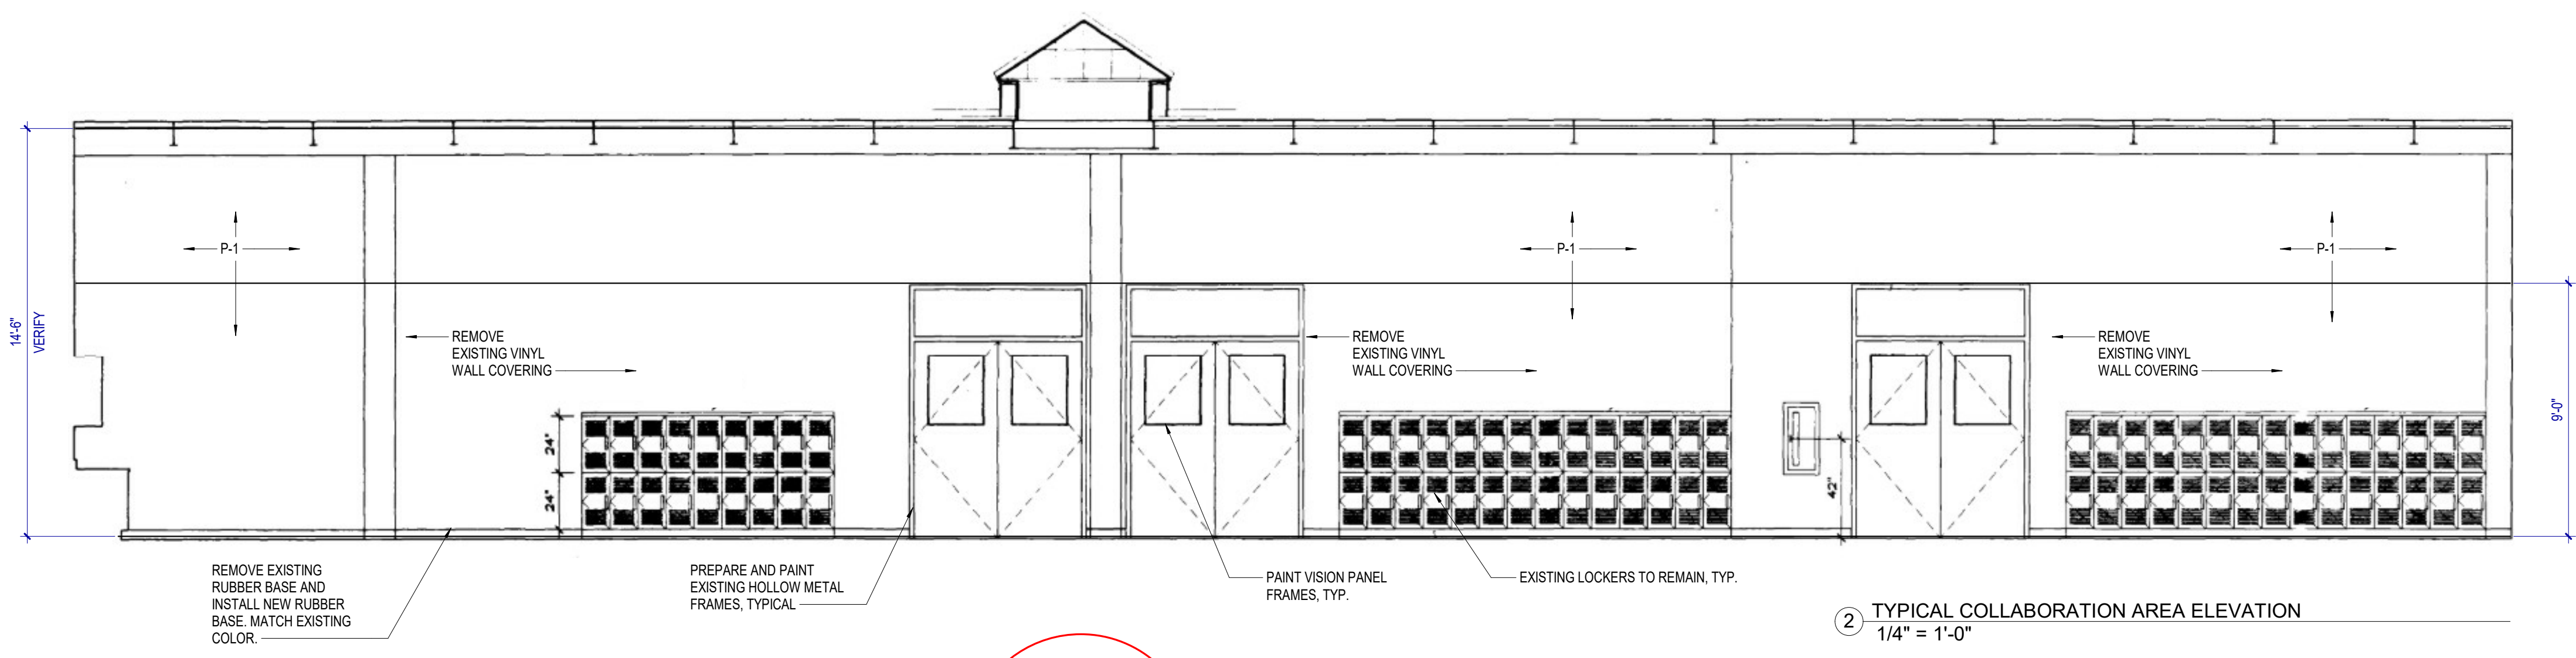 P-1
P-1
P-1
14'-6"
VERIFY
REMOVE
EXISTING VINYL
WALL COVERING
REMOVE
EXISTING VINYL
WALL COVERING
REMOVE
EXISTING VINYL
WALL COVERING
9'-0"
24"
24"
42"
REMOVE EXISTING
RUBBER BASE AND
INSTALL NEW RUBBER
BASE. MATCH EXISTING
COLOR.
PREPARE AND PAINT
EXISTING HOLLOW METAL
FRAMES, TYPICAL
PAINT VISION PANEL
FRAMES, TYP.
EXISTING LOCKERS TO REMAIN, TYP.
2 TYPICAL COLLABORATION AREA ELEVATION
1/4" = 1'-0"